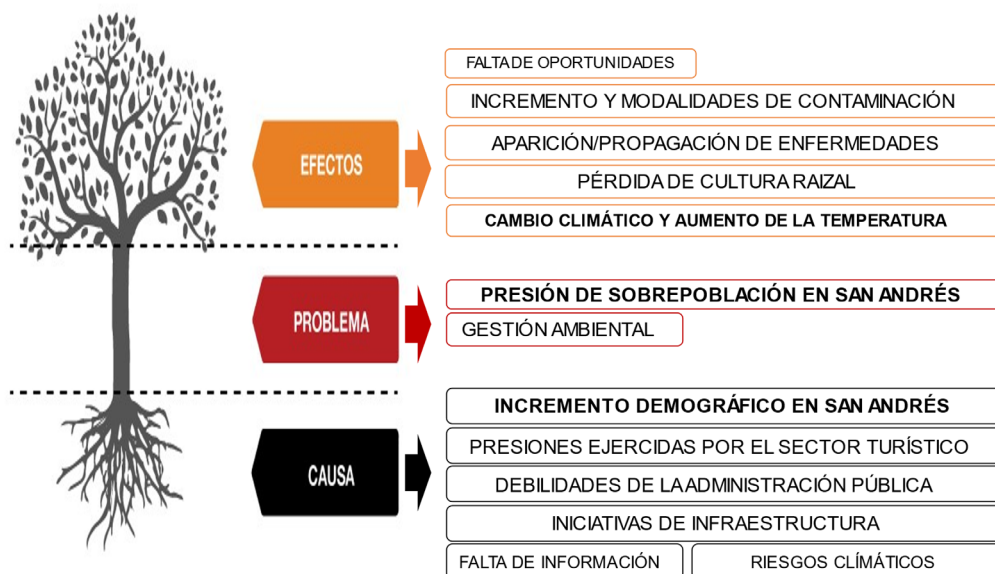 FALTA DE OPORTUNIDADES
INCREMENTO Y MODALIDADES DE CONTAMINACIÓN
APARICIÓN/PROPAGACIÓN DE ENFERMEDADES
EFECTOS
PÉRDIDA DE CULTURA RAIZAL
CAMBIO CLIMÁTICO Y AUMENTO DE LA TEMPERATURA
PRESIÓN DE SOBREPOBLACIÓN EN SAN ANDRÉS
PROBLEMA
GESTIÓN AMBIENTAL
INCREMENTO DEMOGRÁFICO EN SAN ANDRÉS
PRESIONES EJERCIDAS POR EL SECTOR TURÍSTICO
CAUSA
DEBILIDADES DE LA ADMINISTRACIÓN PÚBLICA
INICIATIVAS DE INFRAESTRUCTURA
FALTA DE INFORMACIÓN
RIESGOS CLÍMÁTICOS